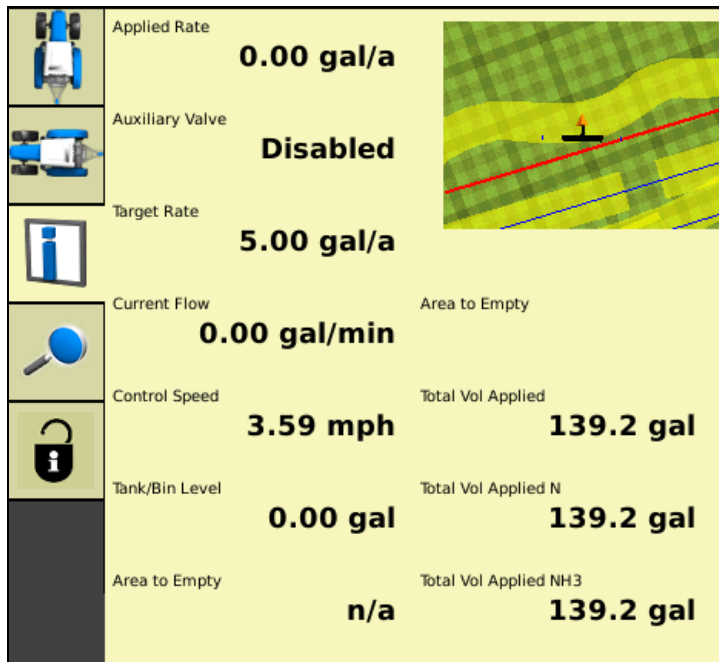 Applied Rate
0.00 gal/a
Auxiliary Valve
Disabled
Target Rate
5.00 gal/a
Current Flow
0.00 gal/min
Area to Empty
Control Speed
3.59 mph
Total Vol Applied
139.2 gal
Tank/Bin Level
0.00 gal
Total Vol Applied N
139.2 gal
Area to Empty
n/a
Total Vol Applied NH3
139.2 gal